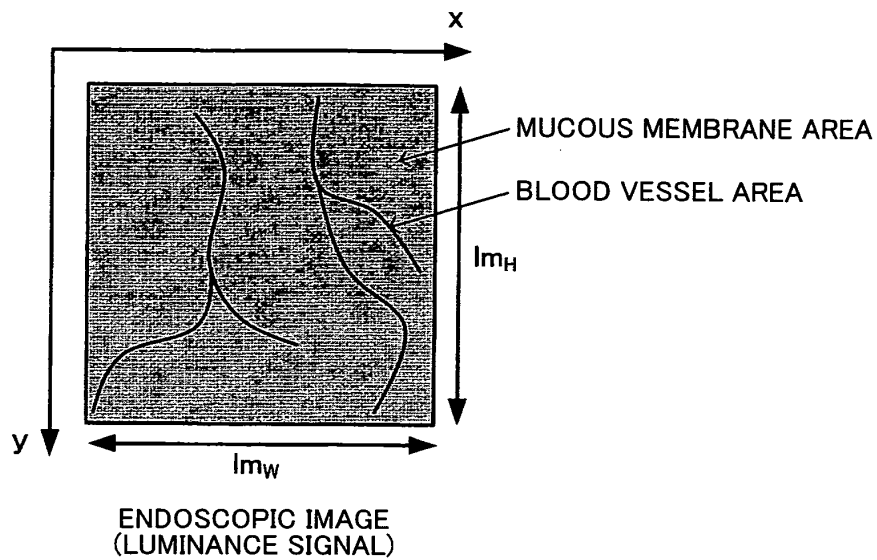 x
MUCOUS MEMBRANE AREA
BLOOD VESSEL AREA
ImH
y
ImW
ENDOSCOPIC IMAGE
(LUMINANCE SIGNAL)